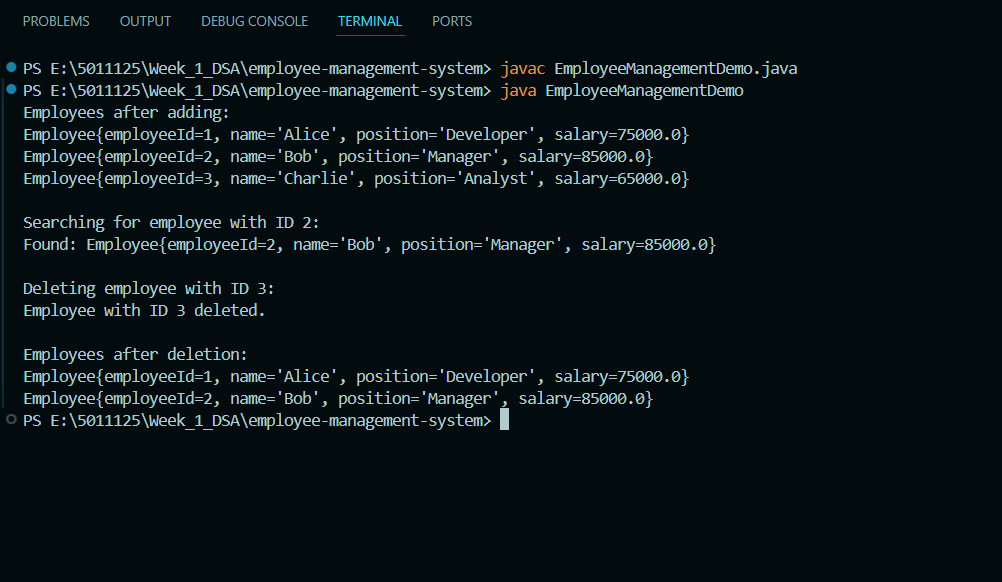 PROBLEMS OUTPUT DEBUG CONSOLE TERMINAL PORTS
PS E:\5011125\Week_1_DSA\employee-management-system> javac EmployeeManagementDemo.java
PS E:\5011125\Week_1_DSA\employee-management-system> java EmployeeManagementDemo
Employees after adding:
Employee{employeeId=1, name='Alice', position='Developer', salary=75000.0}
Employee{employeeId=2, name='Bob', position='Manager', salary=85000.0}
Employee{employeeId=3, name='Charlie', position='Analyst', salary=65000.0}
Searching for employee with ID 2:
Found: Employee{employeeId=2, name='Bob', position='Manager', salary=85000.0}
Deleting employee with ID 3:
Employee with ID 3 deleted.
Employees after deletion:
Employee{employeeId=1, name='Alice', position='Developer', salary=75000.0}
Employee{employeeId=2, name='Bob', position='Manager', salary=85000.0}
PS E:\5011125\Week_1_DSA\employee-management-system>